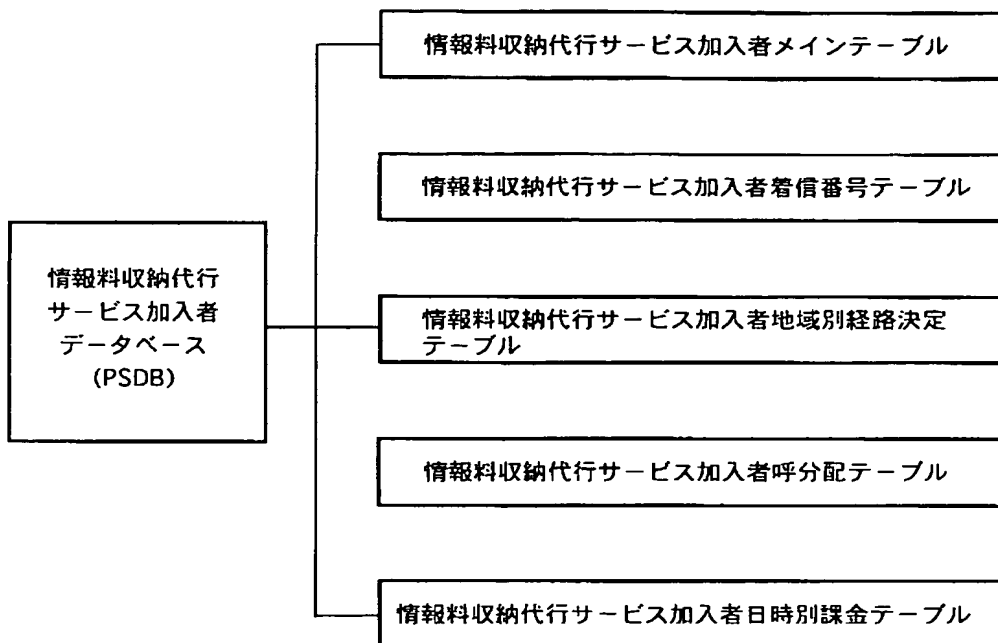 情報料収納代行サービス加入者メインテーブル
情報料収納代行サービス加入者着信番号テーブル
情報料収納代行
サービス加入者
データベース
(PSDB)
情報料収納代行サービス加入者地域別経路決定
テーブル
情報料収納代行サービス加入者呼分配テーブル
情報料収納代行サービス加入者日時別課金テーブル